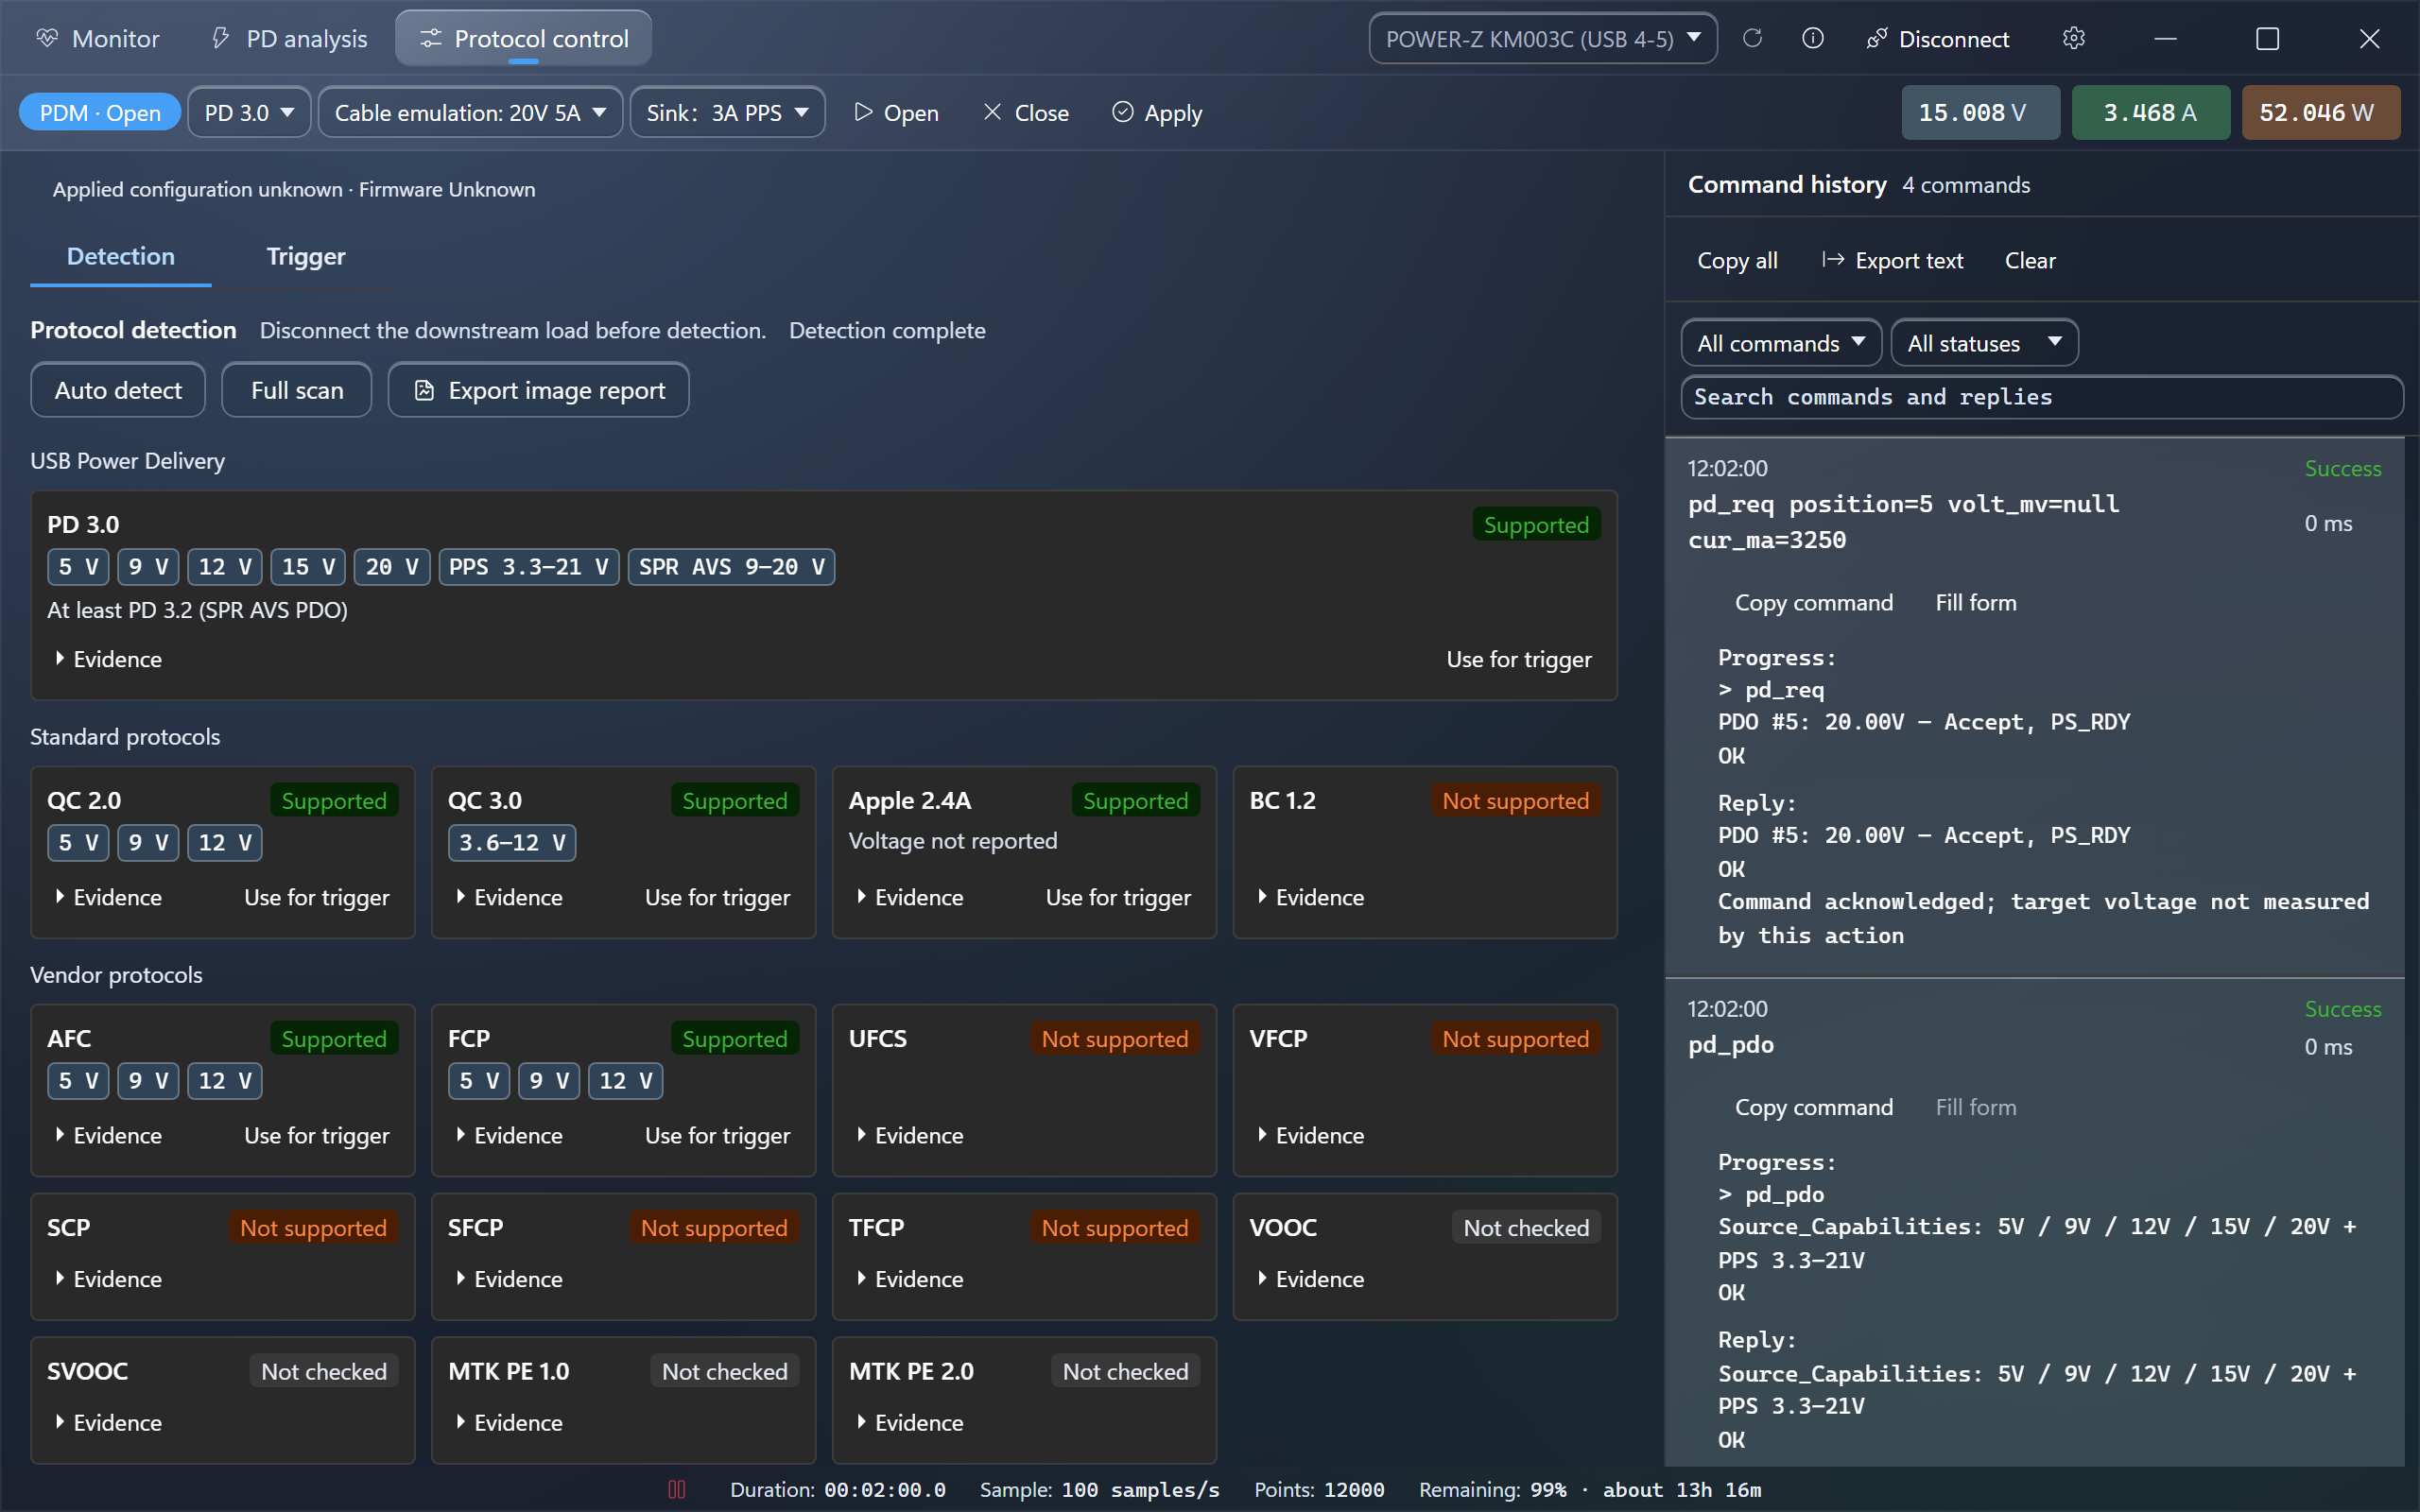 Monitor
PD analysis
Protocol control
POWER-Z KM003C (USB 4-5)
Disconnect
PDM · Open
PD 3.0
Cable emulation: 20V 5A
Sink: 3A PPS
Open
Close
Apply
15.008 V
3.468 A
52.046 W
Applied configuration unknown · Firmware Unknown
Detection
Trigger
Protocol detection
Disconnect the downstream load before detection.
Detection complete
Auto detect
Full scan
Export image report
USB Power Delivery
PD 3.0
Supported
5 V
9 V
12 V
15 V
20 V
PPS 3.3–21 V
SPR AVS 9–20 V
At least PD 3.2 (SPR AVS PDO)
Evidence
Use for trigger
Standard protocols
QC 2.0
Supported
5 V
9 V
12 V
Evidence
Use for trigger
QC 3.0
Supported
3.6–12 V
Evidence
Use for trigger
Apple 2.4A
Supported
Voltage not reported
Evidence
Use for trigger
BC 1.2
Not supported
Evidence
Vendor protocols
AFC
Supported
5 V
9 V
12 V
Evidence
Use for trigger
FCP
Supported
5 V
9 V
12 V
Evidence
Use for trigger
UFCS
Not supported
Evidence
VFCP
Not supported
Evidence
SCP
Not supported
Evidence
SFCP
Not supported
Evidence
TFCP
Not supported
Evidence
VOOC
Not checked
Evidence
SVOOC
Not checked
Evidence
MTK PE 1.0
Not checked
Evidence
MTK PE 2.0
Not checked
Evidence
Command history
4 commands
Copy all
Export text
Clear
All commands
All statuses
Search commands and replies
12:02:00
Success
pd_req position=5 volt_mv=null
cur_ma=3250
0 ms
Copy command
Fill form
Progress:
> pd_req
PDO #5: 20.00V — Accept, PS_RDY
OK
Reply:
PDO #5: 20.00V — Accept, PS_RDY
OK
Command acknowledged; target voltage not measured
by this action
12:02:00
Success
pd_pdo
0 ms
Copy command
Fill form
Progress:
> pd_pdo
Source_Capabilities: 5V / 9V / 12V / 15V / 20V +
PPS 3.3–21V
OK
Reply:
Source_Capabilities: 5V / 9V / 12V / 15V / 20V +
PPS 3.3–21V
OK
Duration: 00:02:00.0
Sample: 100 samples/s
Points: 12000
Remaining: 99% · about 13h 16m